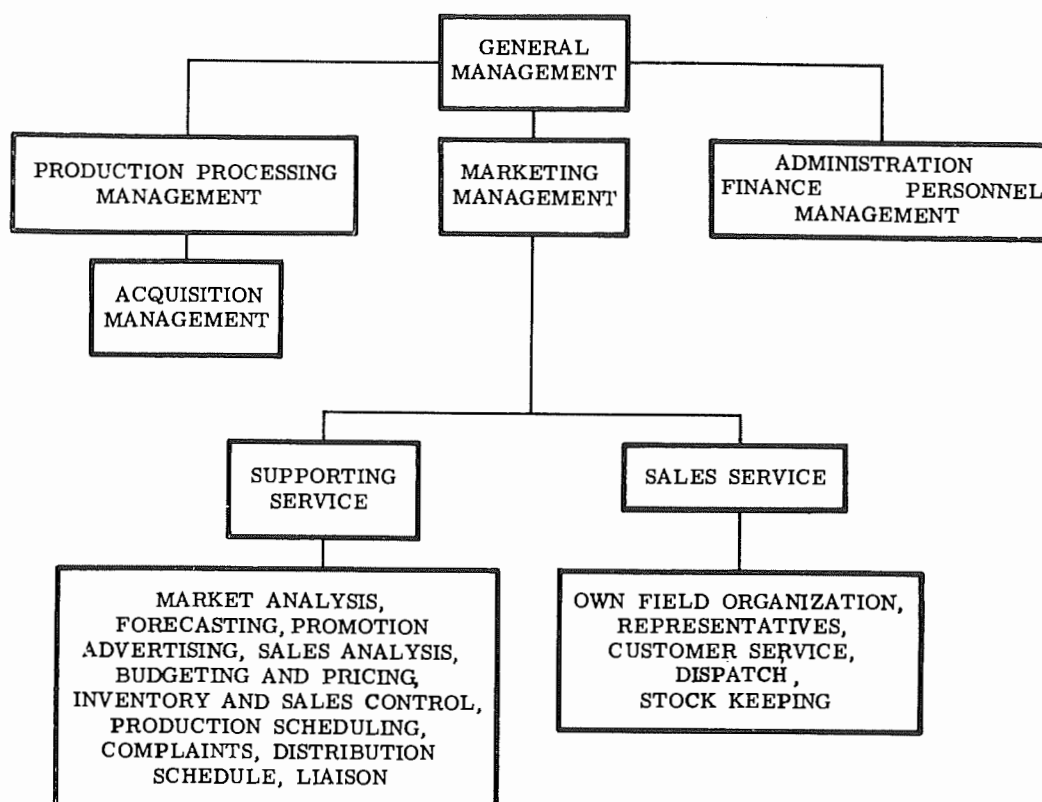 GENERAL
MANAGEMENT
PRODUCTION PROCESSING
MANAGEMENT
MARKETING
MANAGEMENT
ADMINISTRATION
FINANCE PERSONNEL
MANAGEMENT
ACQUISITION
MANAGEMENT
SUPPORTING
SERVICE
SALES SERVICE
MARKET ANALYSIS,
FORECASTING, PROMOTION
ADVERTISING, SALES ANALYSIS,
BUDGETING AND PRICING,
INVENTORY AND SALES CONTROL,
PRODUCTION SCHEDULING,
COMPLAINTS, DISTRIBUTION
SCHEDULE, LIAISON
OWN FIELD ORGANIZATION,
REPRESENTATIVES,
CUSTOMER SERVICE,
DISPATCH,
STOCK KEEPING